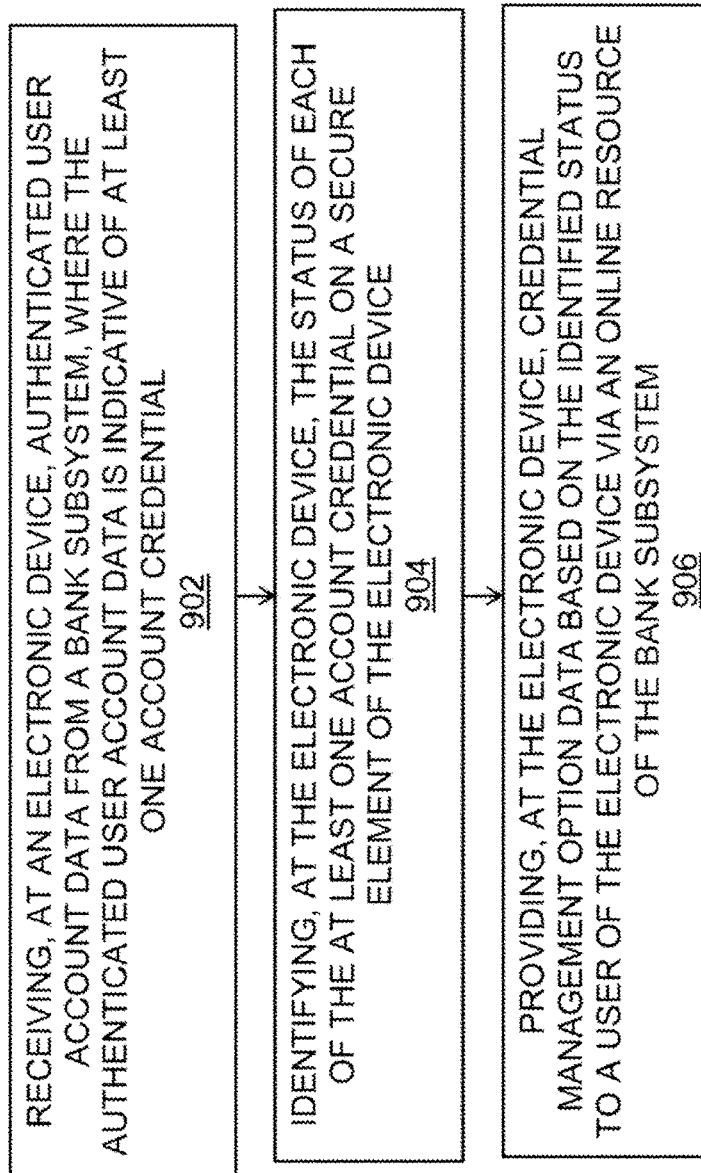 RECEIVING, AT AN ELECTRONIC DEVICE, AUTHENTICATED USER
ACCOUNT DATA FROM A BANK SUBSYSTEM, WHERE THE
AUTHENTICATED USER ACCOUNT DATA IS INDICATIVE OF AT LEAST
ONE ACCOUNT CREDENTIAL
902
IDENTIFYING, AT THE ELECTRONIC DEVICE, THE STATUS OF EACH
OF THE AT LEAST ONE ACCOUNT CREDENTIAL ON A SECURE
ELEMENT OF THE ELECTRONIC DEVICE
904
PROVIDING, AT THE ELECTRONIC DEVICE, CREDENTIAL
MANAGEMENT OPTION DATA BASED ON THE IDENTIFIED STATUS
TO A USER OF THE ELECTRONIC DEVICE VIA AN ONLINE RESOURCE
OF THE BANK SUBSYSTEM
906